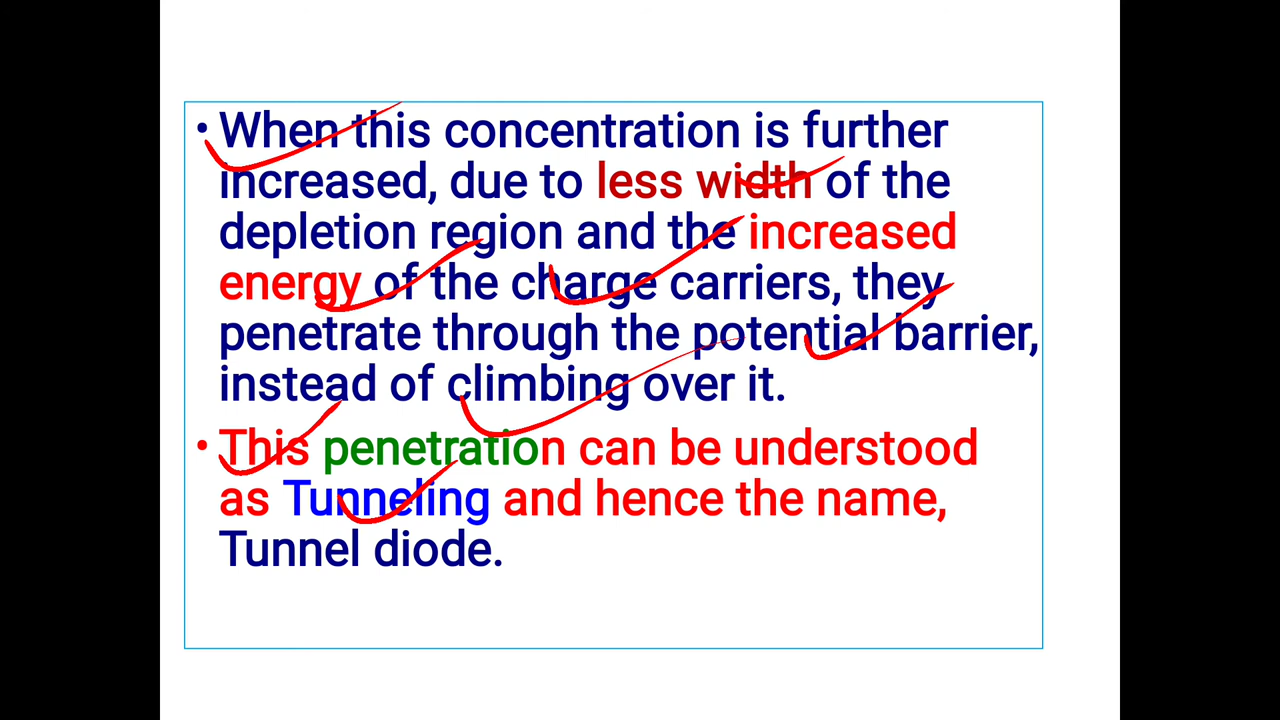 • When this concentration is further
increased, due to less width of the
depletion region and the increased
energy of the charge carriers, they
penetrate through the potential barrier,
instead of climbing over it.
• This penetration can be understood
as Tunneling and hence the name,
Tunnel diode.